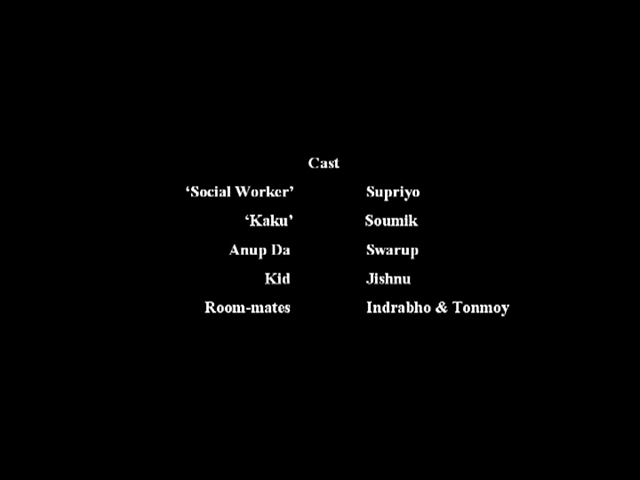 Cast
‘Social Worker’ Supriyo
‘Kaku’ Soumik
Anup Da Swarup
Kid Jishnu
Room-mates Indrabho & Tonmoy